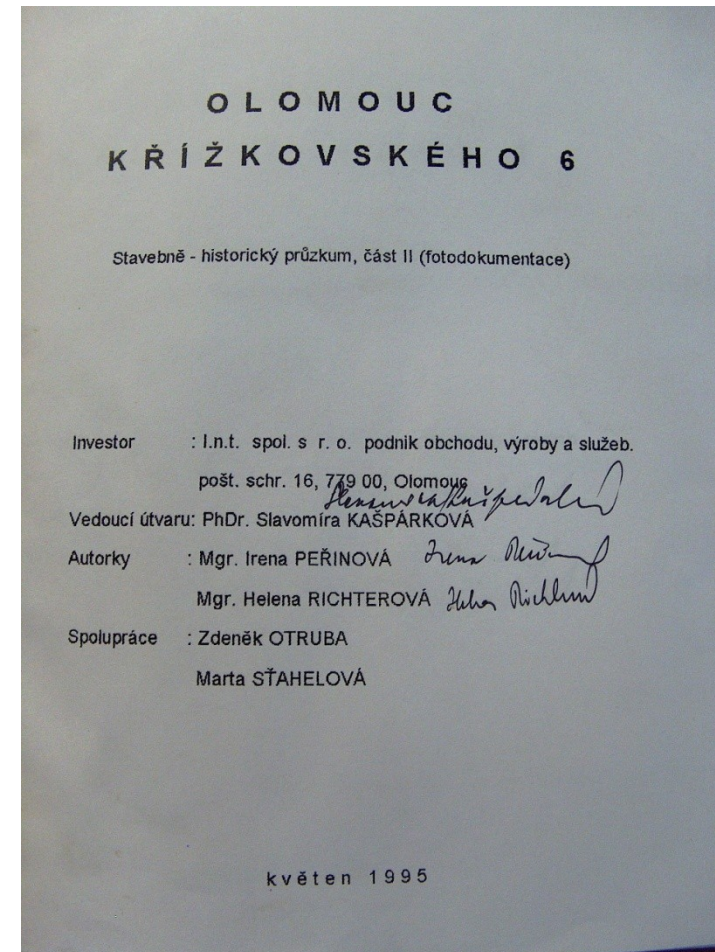 OLOMOUC
KŘÍŽKOVSKÉHO 6
Stavebně - historický průzkum, část II (fotodokumentace)
Investor : I.n.t. spol. s r. o. podnik obchodu, výroby a služeb.
pošt. schr. 16, 779 00, Olomouc
Vedoucí útvaru: PhDr. Slavomíra KAŠPÁRKOVÁ
Autorky : Mgr. Irena PEŘINOVÁ Irena
Mgr. Helena RICHTEROVÁ
Spolupráce : Zdeněk OTRUBA
Marta SŤAHELOVÁ
květen 1995